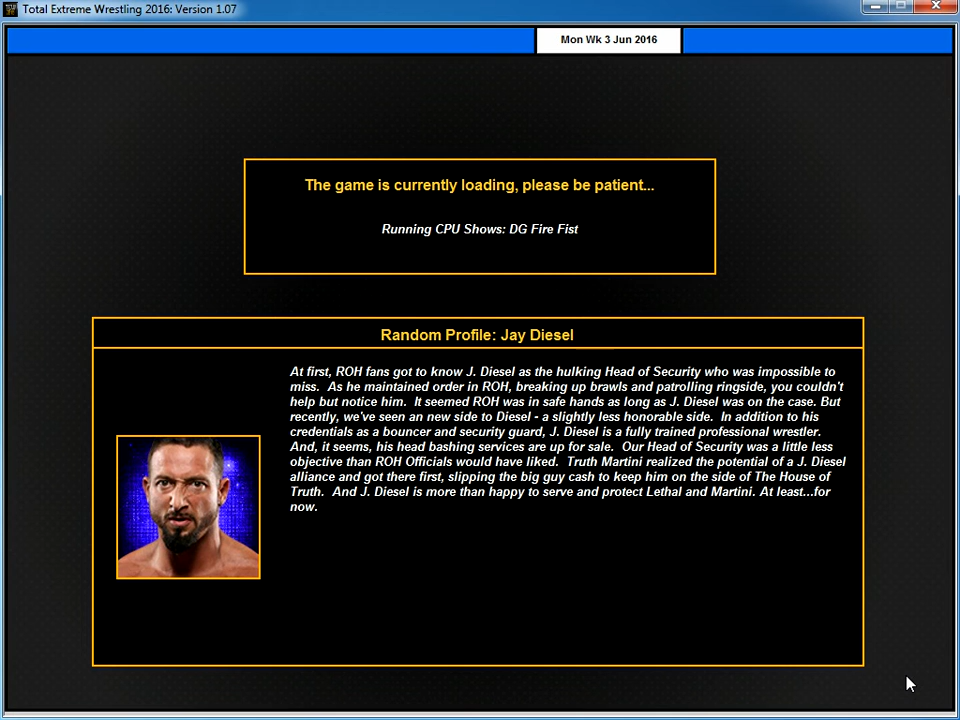 Total Extreme Wrestling 2016: Version 1.07
Mon Wk 3 Jun 2016
The game is currently loading, please be patient...
Running CPU Shows: DG Fire Fist
Random Profile: Jay Diesel
At first, ROH fans got to know J. Diesel as the hulking Head of Security who was impossible to
miss.  As he maintained order in ROH, breaking up brawls and patrolling ringside, you couldn't
help but notice him.  It seemed ROH was in safe hands as long as J. Diesel was on the case. But
recently, we've seen an new side to Diesel - a slightly less honorable side.  In addition to his
credentials as a bouncer and security guard, J. Diesel is a fully trained professional wrestler.
And, it seems, his head bashing services are up for sale.  Our Head of Security was a little less
objective than ROH Officials would have liked.  Truth Martini realized the potential of a J. Diesel
alliance and got there first, slipping the big guy cash to keep him on the side of The House of
Truth.  And J. Diesel is more than happy to serve and protect Lethal and Martini. At least...for
now.